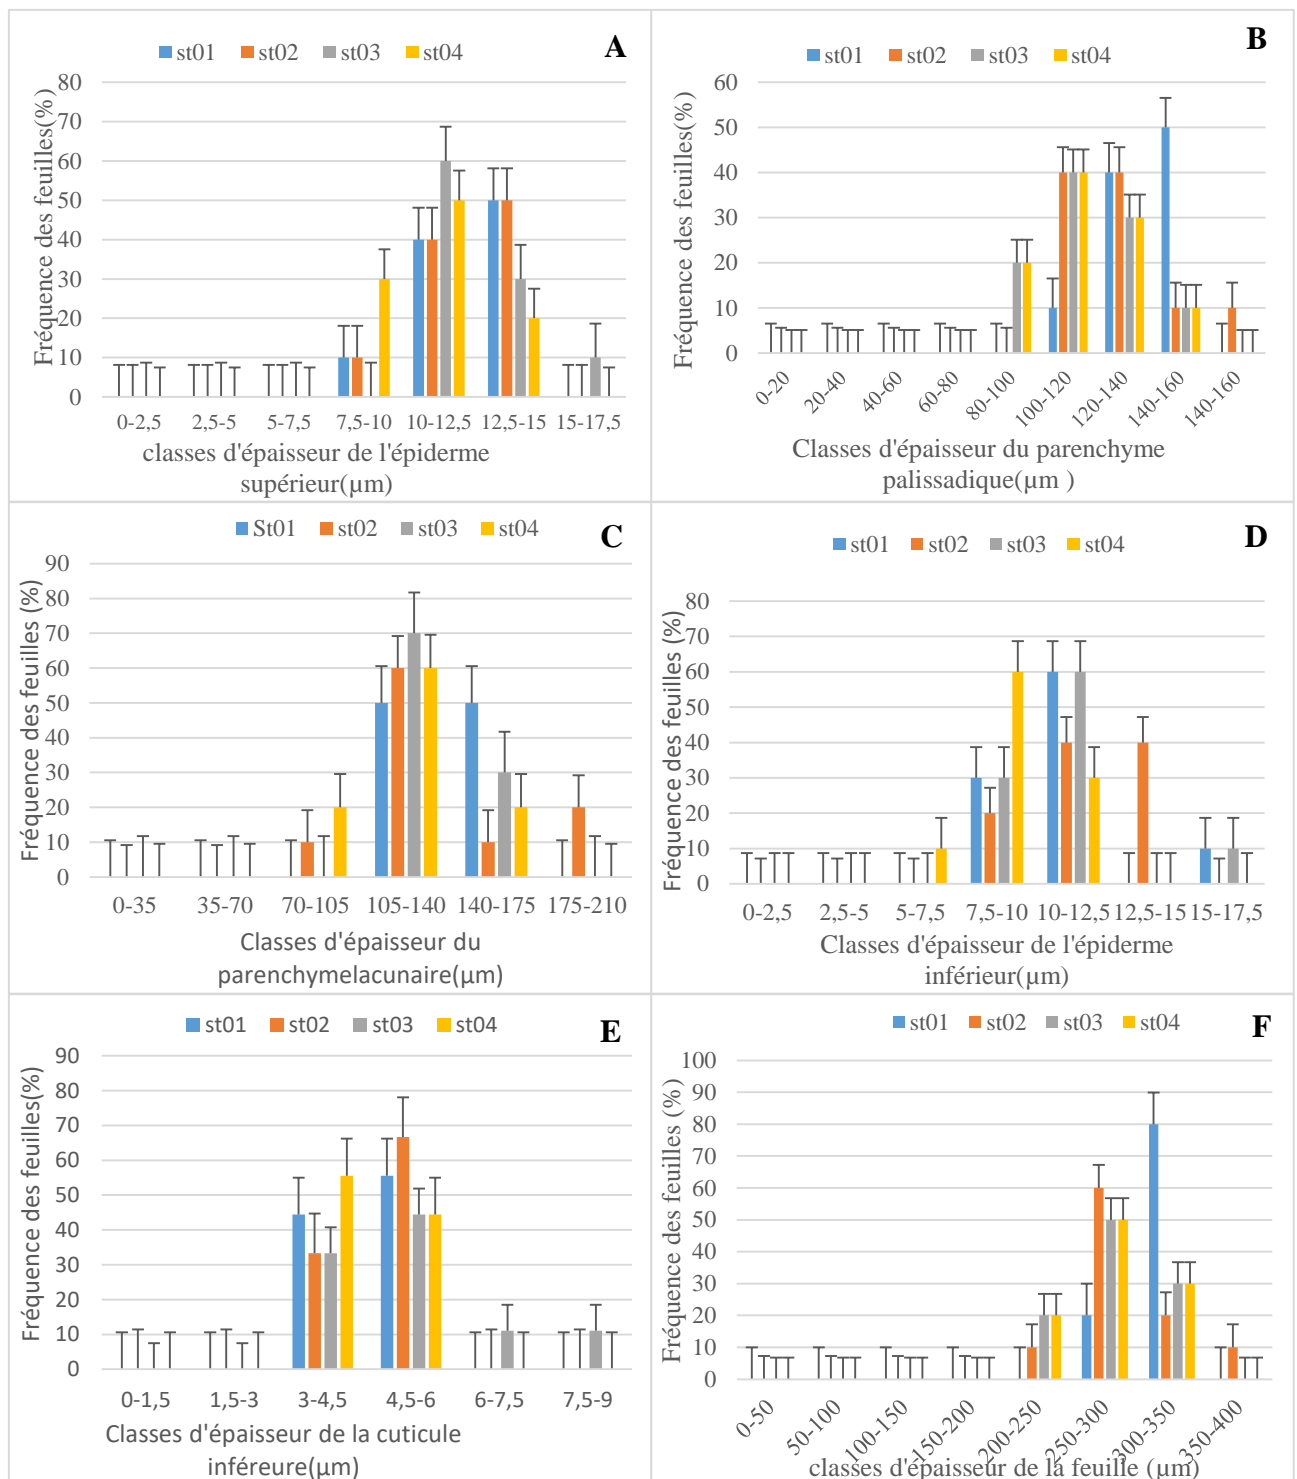 st01 st02 st03 st04
A
Fréquence des feuilles(%)
80
70
60
50
40
30
20
10
0
0-2,5 2,5-5 5-7,5 7,5-10 10-12,5 12,5-15 15-17,5
classes d'épaisseur de l'épiderme
supérieur(µm)
B
st01 st02 st03 st04
Fréquence des feuilles(%)
60
50
40
30
20
10
0
0-20 20-40 40-60 60-80 80-100 100-120 120-140 140-160 140-160
Classes d'épaisseur du parenchyme
palissadique(µm )
St01 st02 st03 st04
C
Fréquence des feuilles (%)
90
80
70
60
50
40
30
20
10
0
0-35 35-70 70-105 105-140 140-175 175-210
Classes d'épaisseur du
parenchymelacunaire(µm)
D
st01 st02 st03 st04
Fréquence des feuilles (%)
80
70
60
50
40
30
20
10
0
0-2,5 2,5-5 5-7,5 7,5-10 10-12,5 12,5-15 15-17,5
Classes d'épaisseur de l'épiderme
inférieur(µm)
st01 st02 st03 st04
E
Fréquence des feuilles(%)
90
80
70
60
50
40
30
20
10
0
0-1,5 1,5-3 3-4,5 4,5-6 6-7,5 7,5-9
Classes d'épaisseur de la cuticule
inféreure(µm)
st01 st02 st03 st04
F
Fréquence des feuilles (%)
100
90
80
70
60
50
40
30
20
10
0
0-50 50-100 100-150 150-200 200-250 250-300 300-350 350-400
classes d'épaisseur de la feuille (µm)